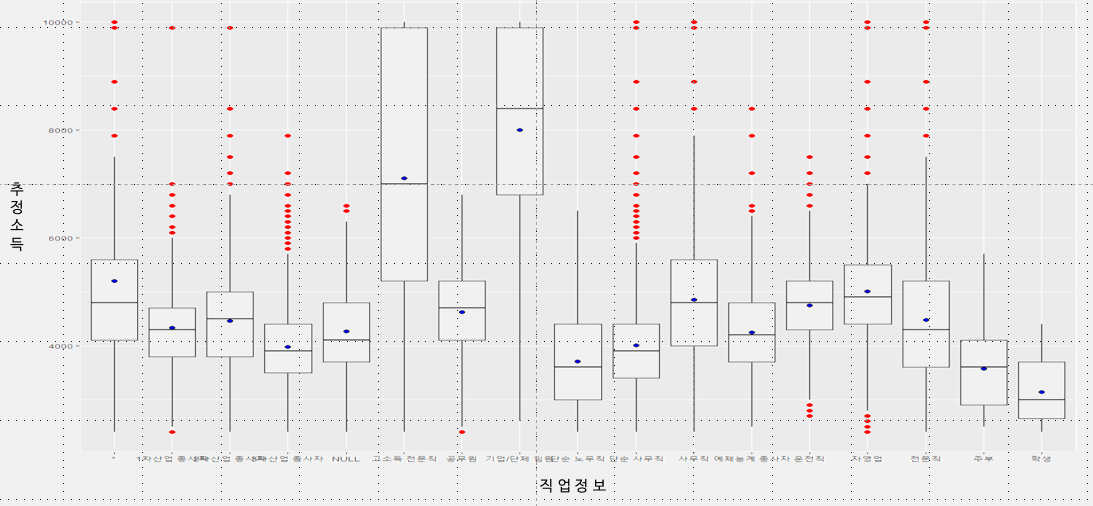 10000
8000
6000
4000
추정소득
* 1차산업 종사자 2차산업 종사자 3차산업 종사자 NULL 고소득 전문직 공무원 기업/단체 임원 단순 노무직 단순 사무직 사무직 예체능계 종사자 운전직 자영업 전문직 주부 학생
직업정보